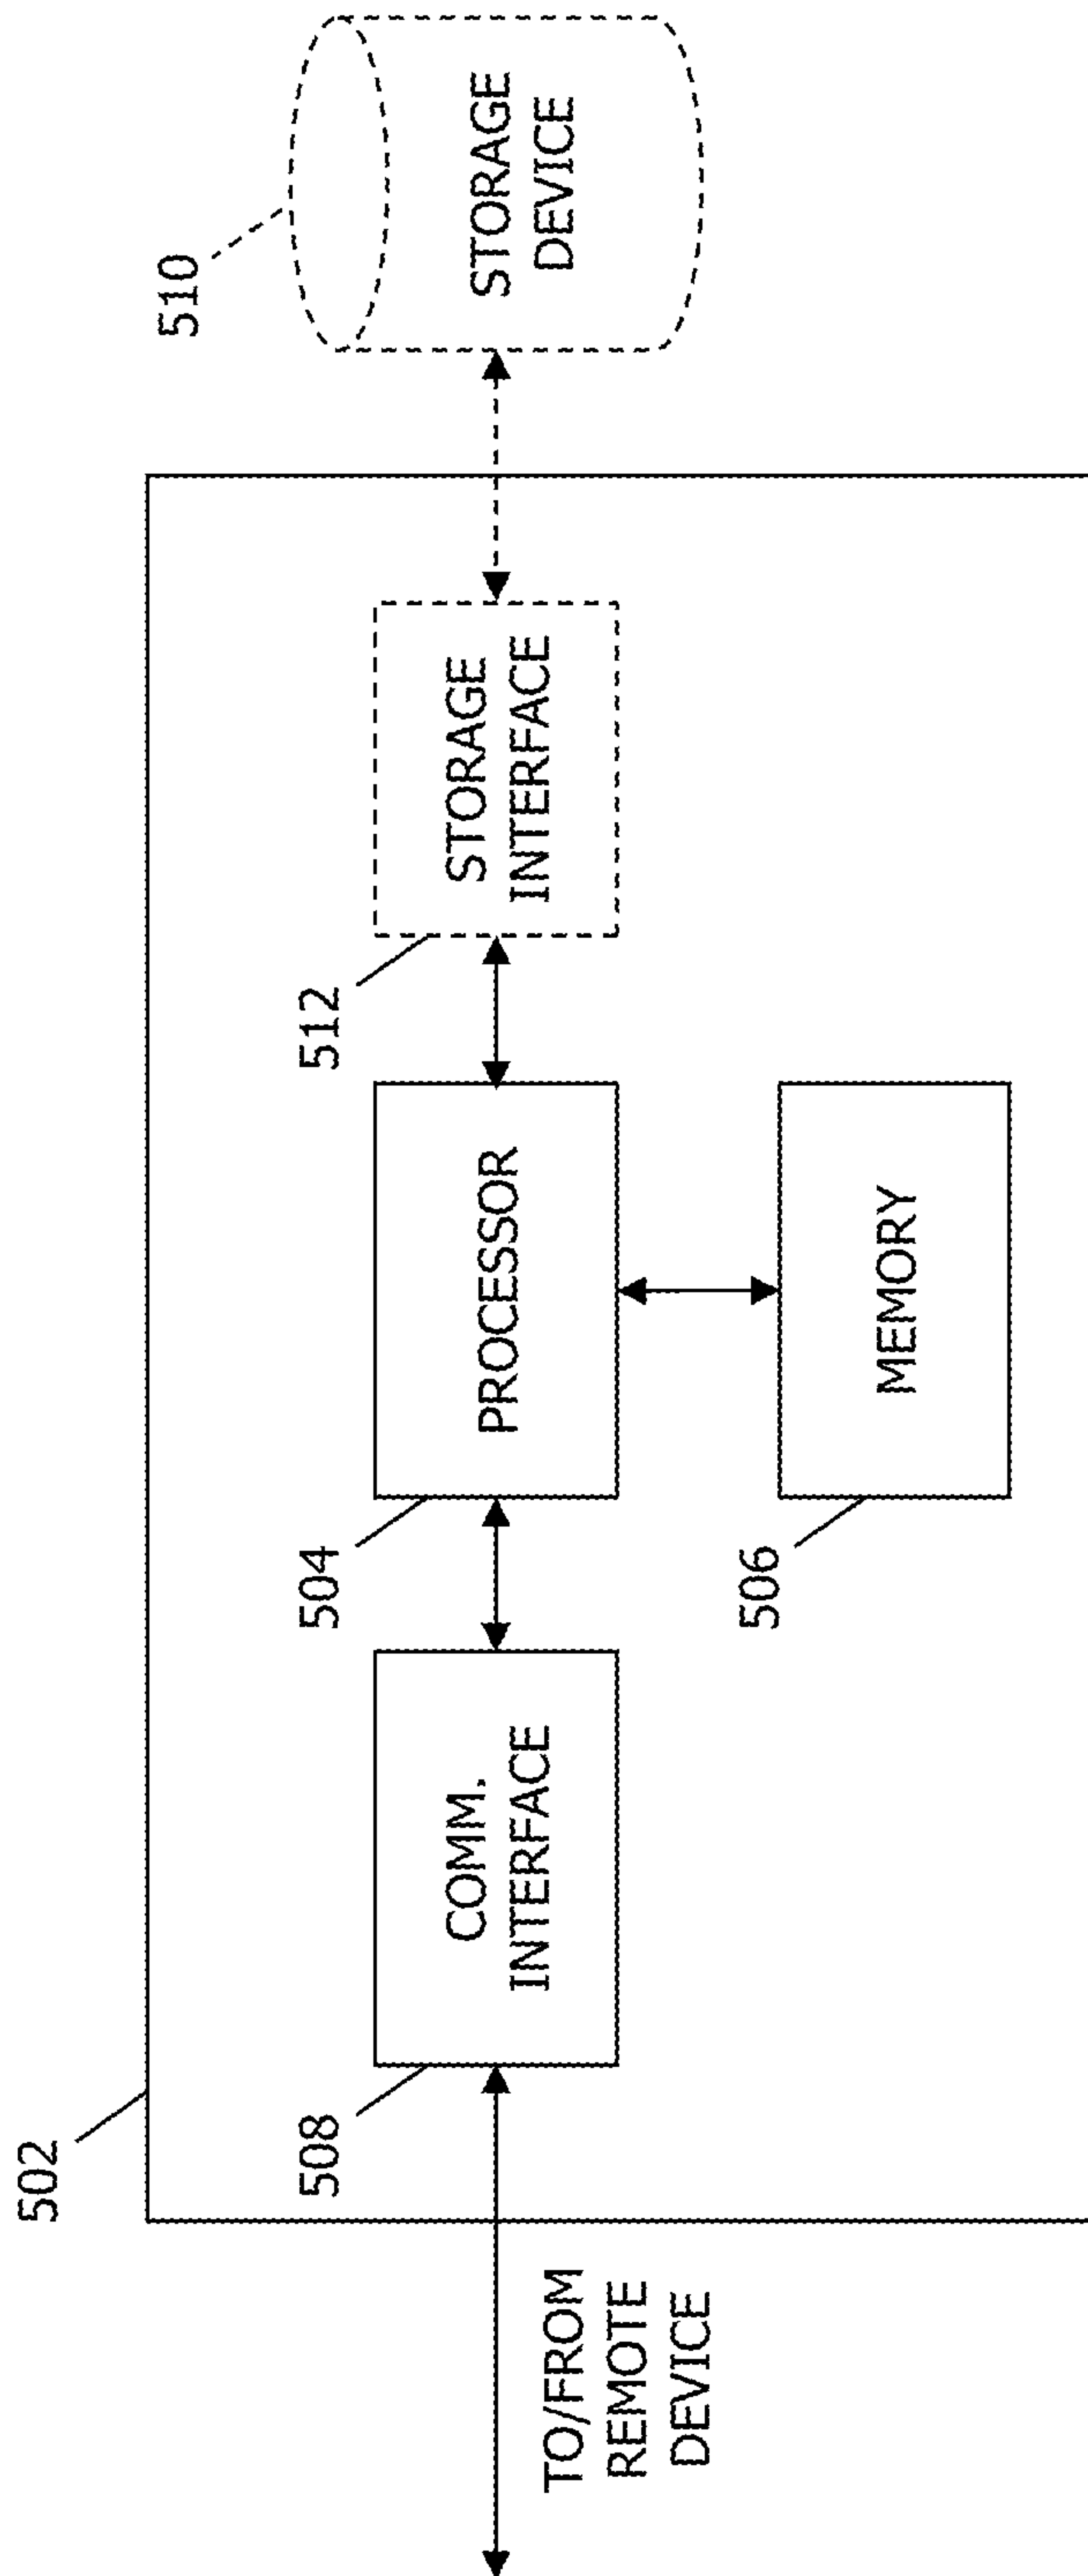 502
508
COMM.
INTERFACE
504
PROCESSOR
512
STORAGE
INTERFACE
510
STORAGE
DEVICE
506
MEMORY
TO/FROM
REMOTE
DEVICE